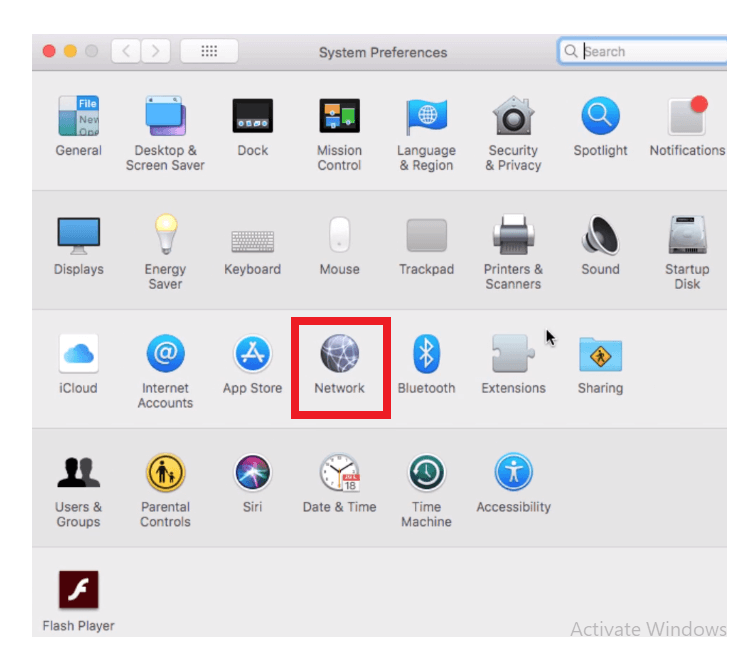 System Preferences
Search
File
New
Ope
General
Desktop &
Screen Saver
Dock
Mission
Control
Language
& Region
Security
& Privacy
Spotlight
Notifications
Displays
Energy
Saver
Keyboard
Mouse
Trackpad
Printers &
Scanners
Sound
Startup
Disk
iCloud
Internet
Accounts
App Store
Network
Bluetooth
Extensions
Sharing
JUL
18
Users &
Groups
Parental
Controls
Siri
Date & Time
Time
Machine
Accessibility
Flash Player
Activate Windows